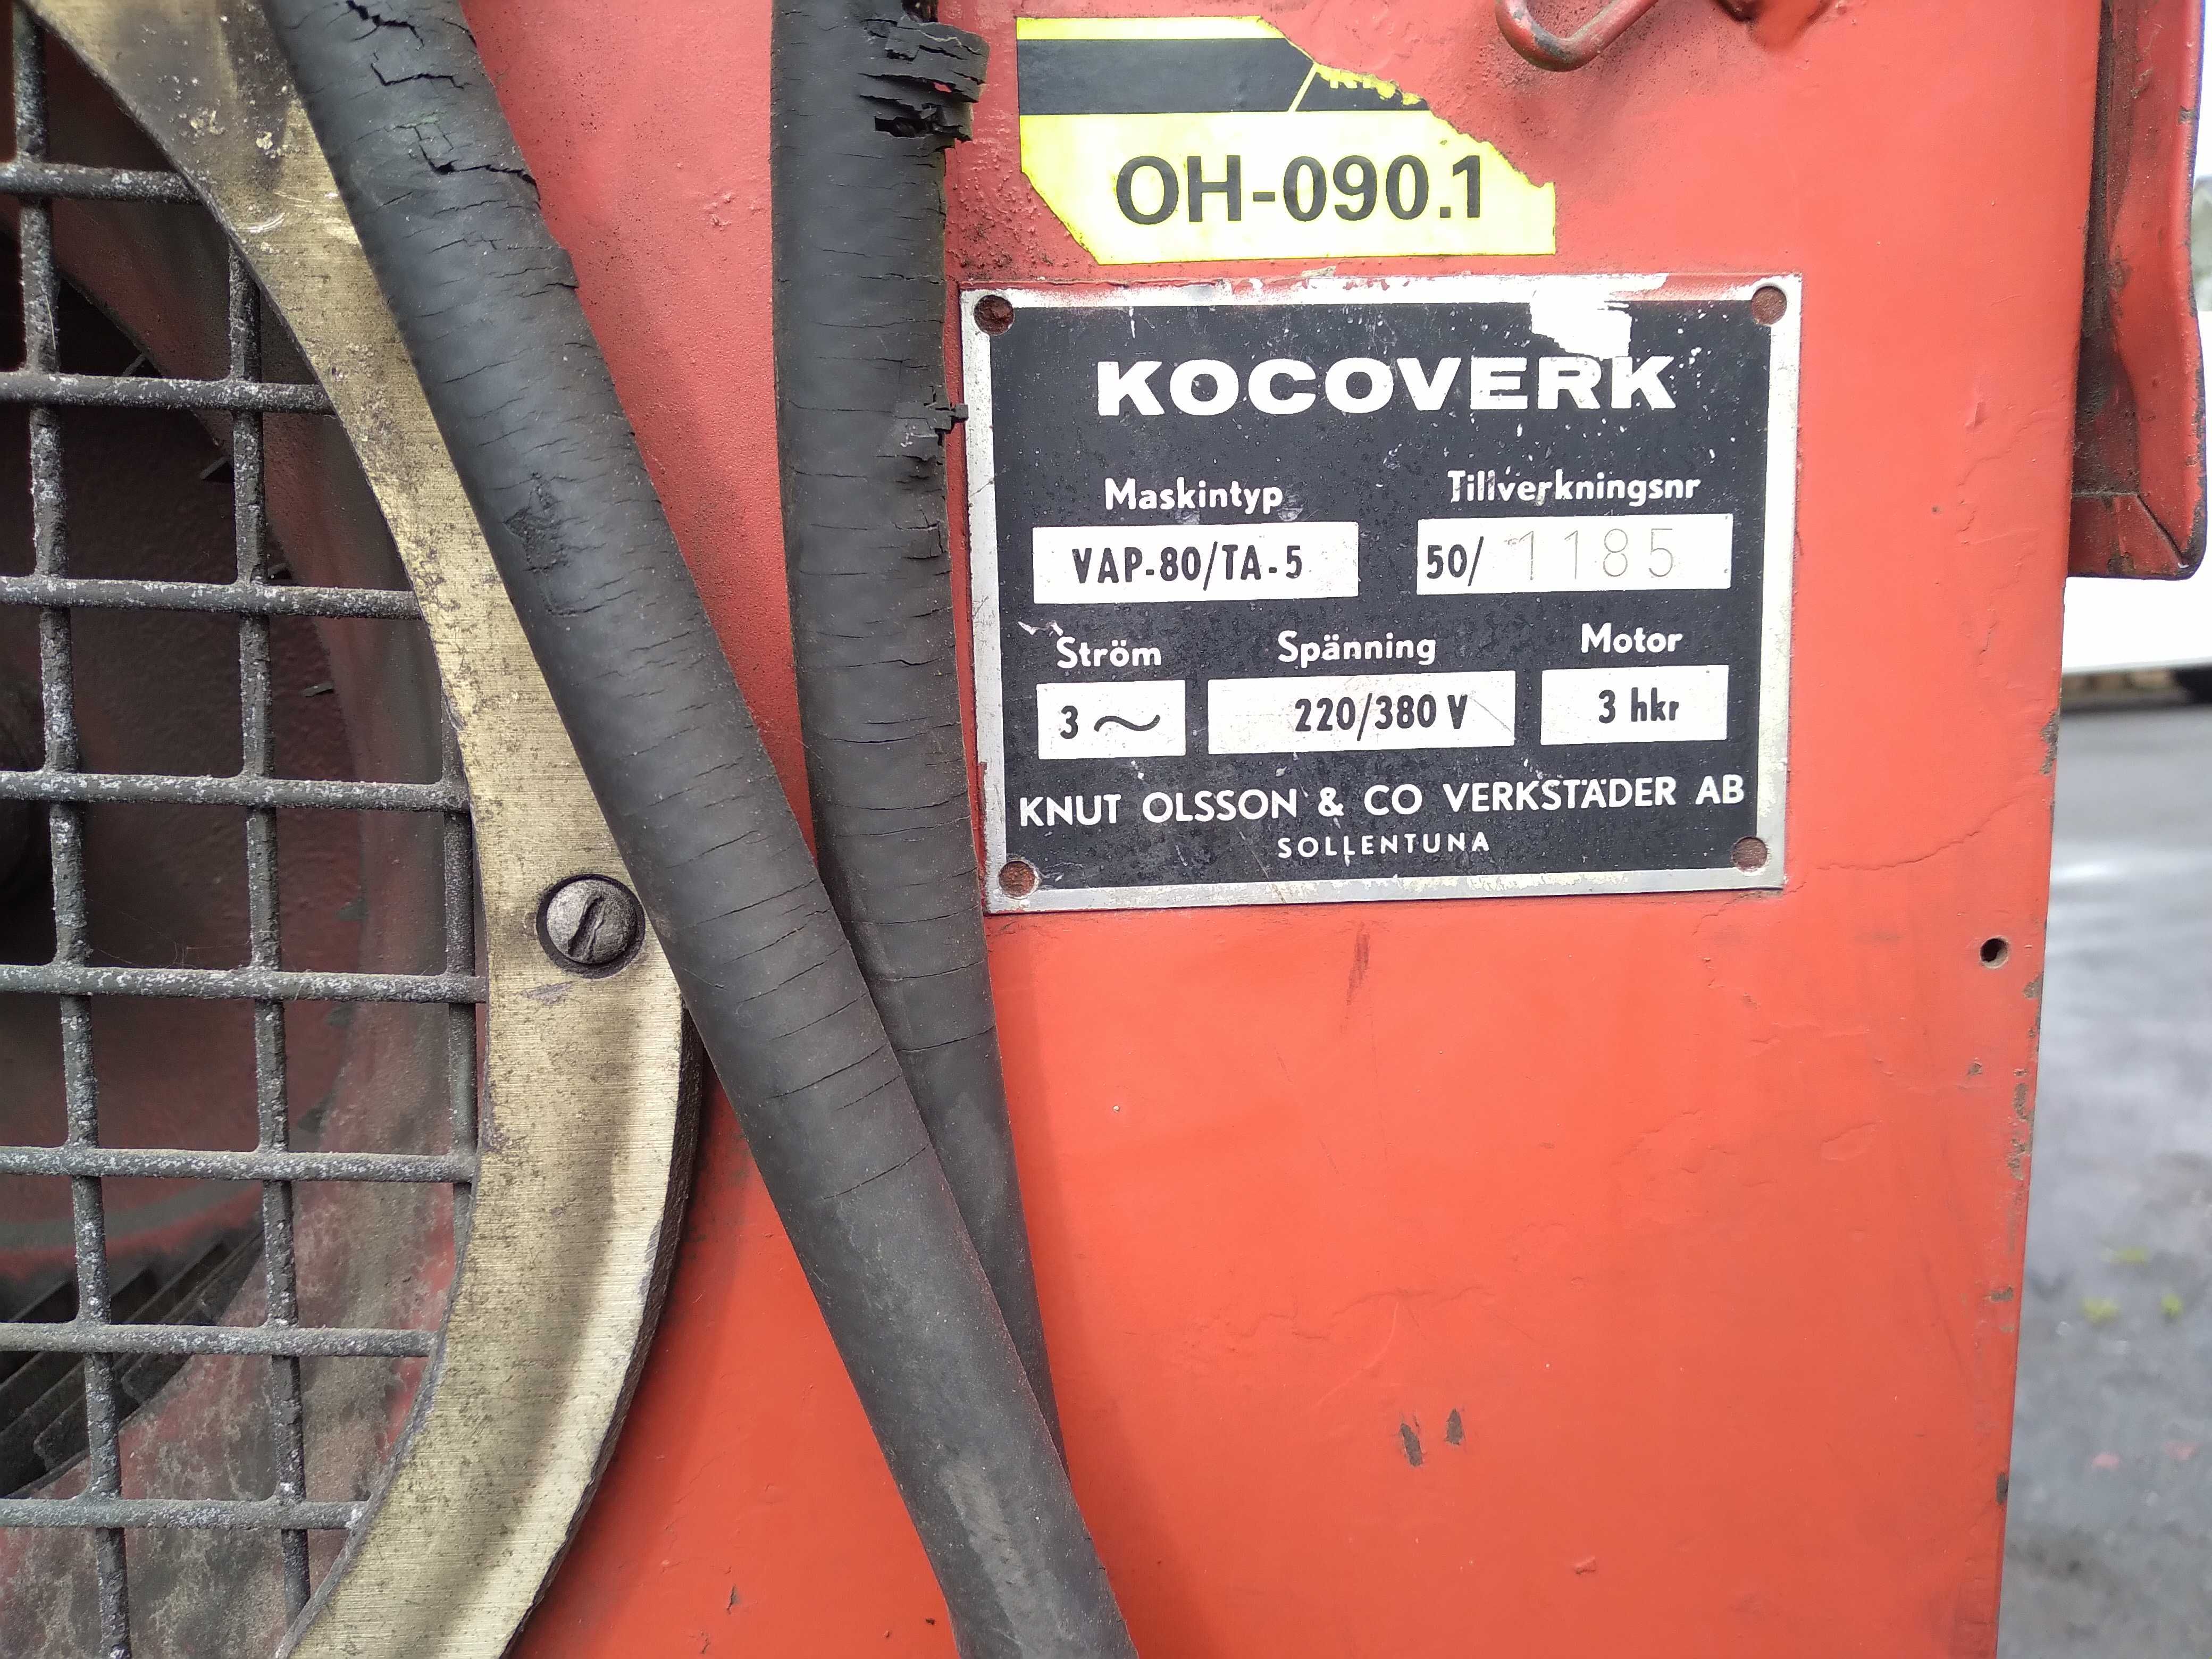 OH-090.1
KOCOVERK
Maskintyp Tillverkningsnr
VAP-80/TA-5 50/1185
Ström Spänning Motor
3 ~ 220/380 V 3 hkr
KNUT OLSSON & CO VERKSTÄDER AB
SOLLENTUNA